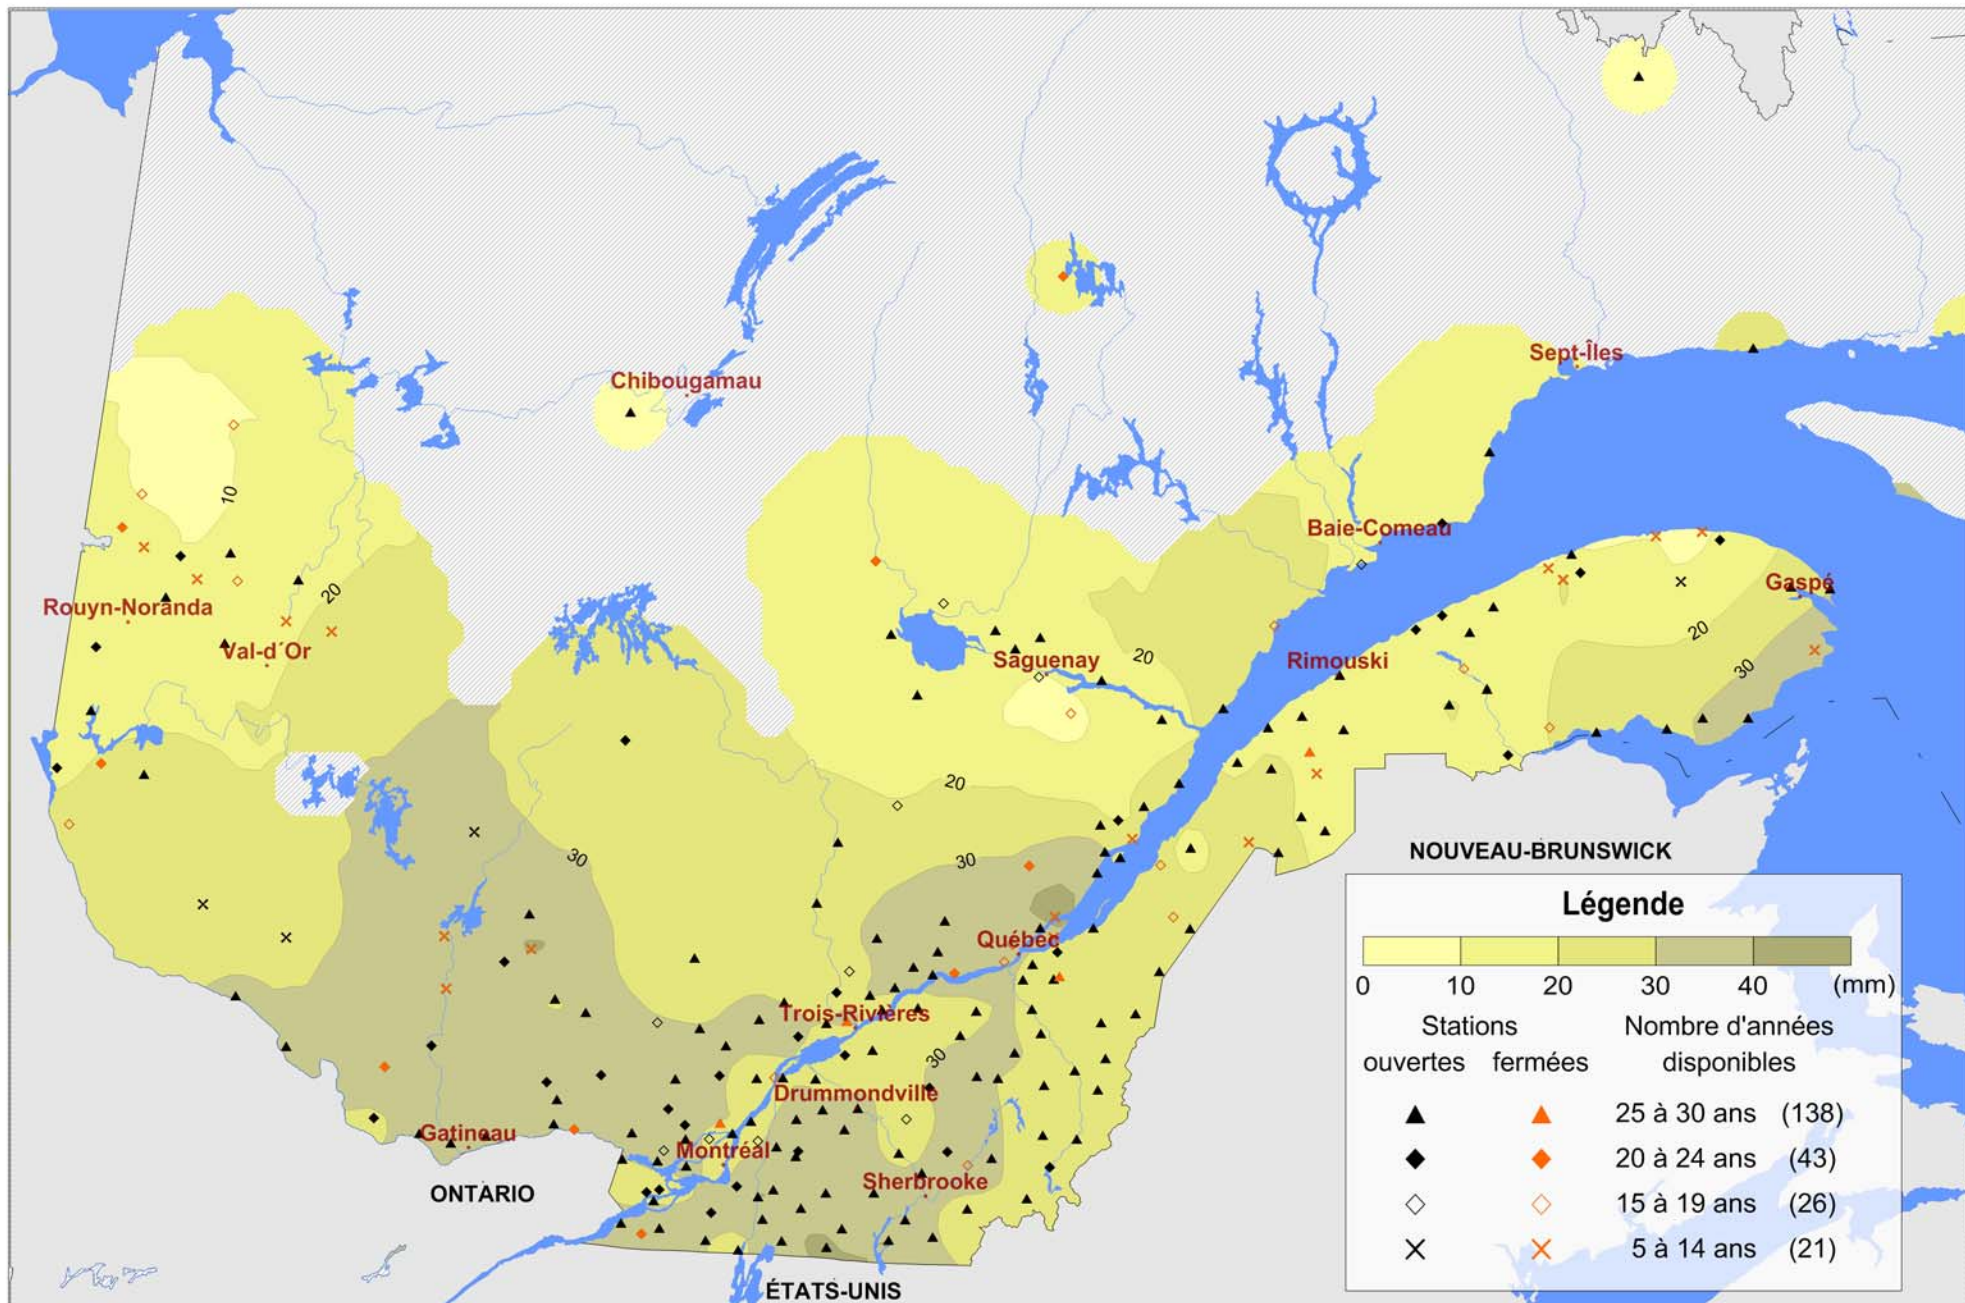 Sept-Îles
Chibougamau
10
Baie-Comeau
Gaspé
20
Rouyn-Noranda
20
Val-d´Or
20
Saguenay
Rimouski
30
20
30
30
NOUVEAU-BRUNSWICK
Québec
Trois-Rivières
30
Drummondville
Gatineau
Montréal
Sherbrooke
ONTARIO
ÉTATS-UNIS
Légende
0 10 20 30 40 (mm)
Stations Nombre d'années
ouvertes fermées disponibles
25 à 30 ans (138)
20 à 24 ans (43)
15 à 19 ans (26)
5 à 14 ans (21)